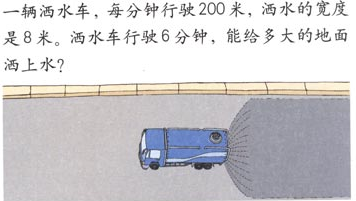 一辆洒水车，每分钟行驶200米，洒水的宽度
是8米。洒水车行驶6分钟，能给多大的地面
洒上水？